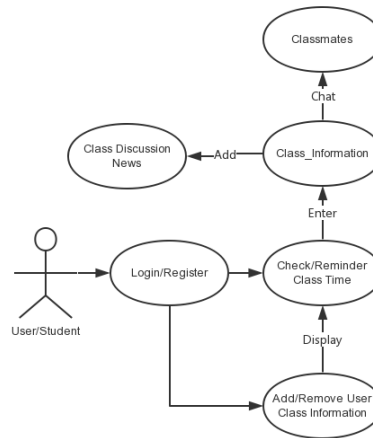 Classmates
Chat
Class Discussion
News
Add
Class_Information
Enter
User/Student
Login/Register
Check/Reminder
Class Time
Display
Add/Remove User
Class Information